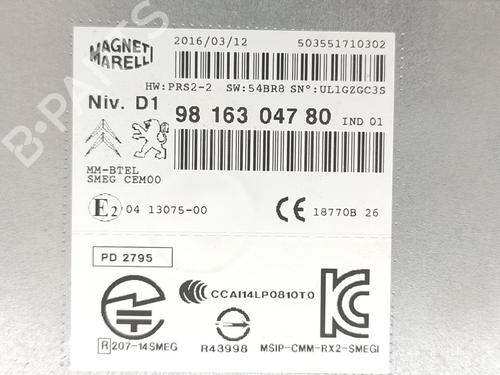 MAGNETI MARELLI
2016/03/12 503551710302
HW:PRS2-2 SW:54BR8 SN°:UL1GZGC3S
Niv. D1 98 163 047 80 IND 01
MM-BTEL
SMEG CEM00
E2 04 13075-00 CE 18770B 26
PD 2795
CCAI14LP0810T0
R 207-14SMEG R43998 MSIP-CMM-RX2-SMEGI
B-PARTS